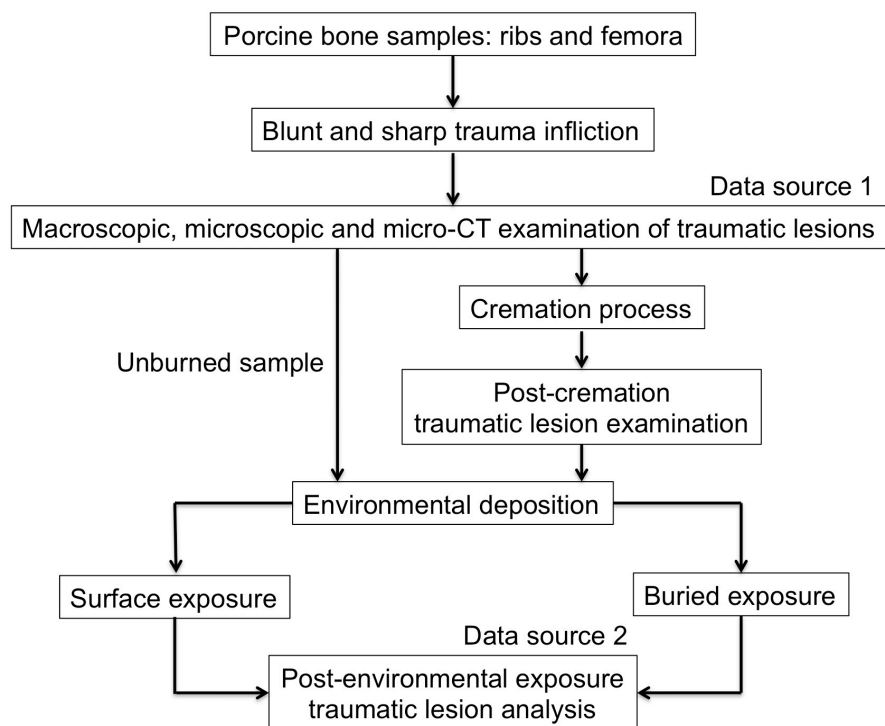 Porcine bone samples: ribs and femora
Blunt and sharp trauma infliction
Data source 1
Macroscopic, microscopic and micro-CT examination of traumatic lesions
Cremation process
Unburned sample
Post-cremation
traumatic lesion examination
Environmental deposition
Surface exposure
Buried exposure
Data source 2
Post-environmental exposure
traumatic lesion analysis